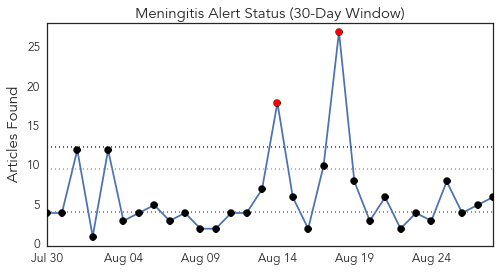 Meningitis Alert Status (30-Day Window)
Articles Found
25
20
15
10
5
0
Jul 30 Aug 04 Aug 09 Aug 14 Aug 19 Aug 24